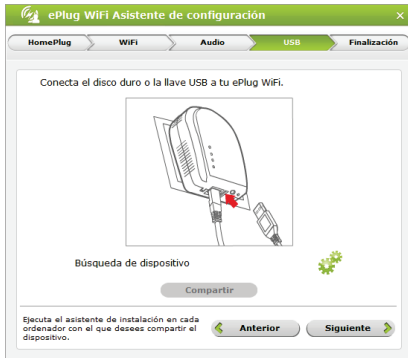 ePlug WiFi Asistente de configuración
HomePlug
WiFi
Audio
USB
Finalización
Conecta el disco duro o la llave USB a tu ePlug WiFi.
Búsqueda de dispositivo
Compartir
Ejecuta el asistente de instalación en cada
ordenador con el que desees compartir el
dispositivo.
Anterior
Siguiente